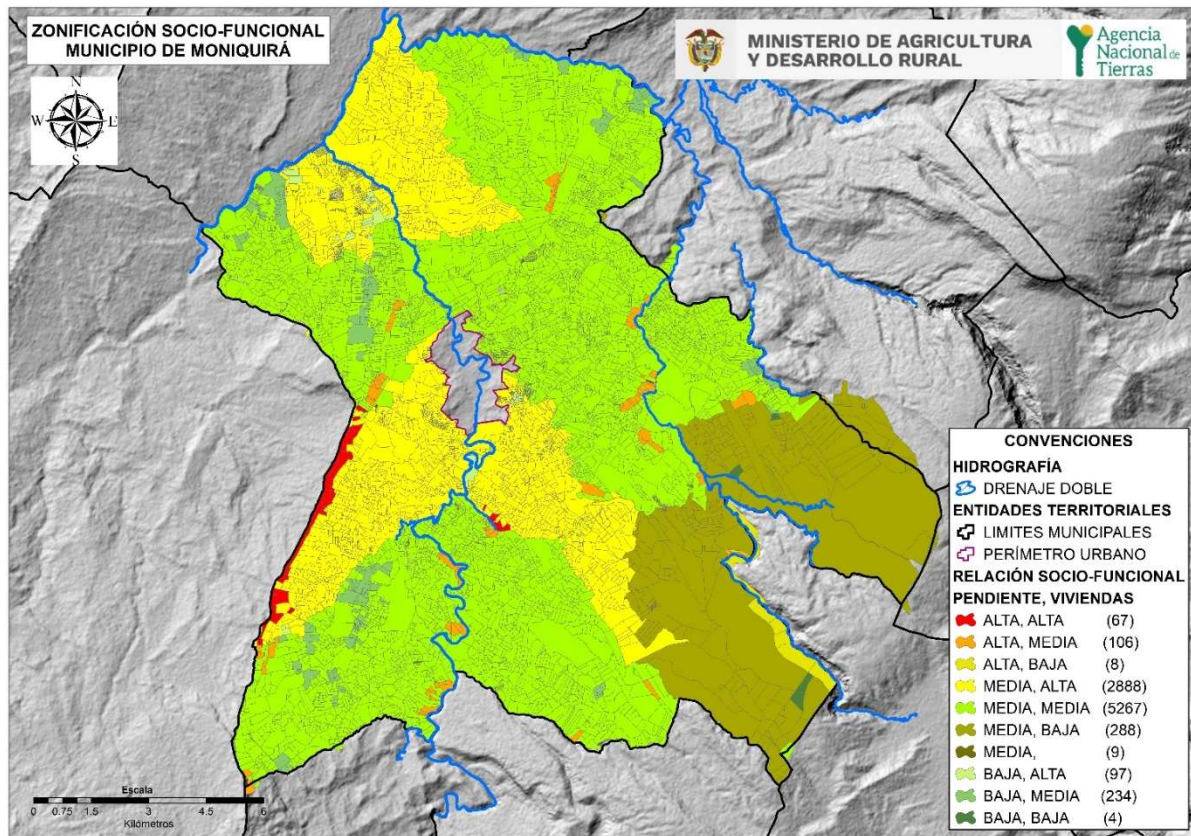 ZONIFICACIÓN SOCIO-FUNCIONAL
MUNICIPIO DE MONIQUIRÁ
N
W E
S
MINISTERIO DE AGRICULTURA
Y DESARROLLO RURAL
Agencia
Nacional de
Tierras
CONVENCIONES
HIDROGRAFÍA
DRENAJE DOBLE
ENTIDADES TERRITORIALES
LIMITES MUNICIPALES
PERÍMETRO URBANO
RELACIÓN SOCIO-FUNCIONAL
PENDIENTE, VIVIENDAS
ALTA, ALTA (67)
ALTA, MEDIA (106)
ALTA, BAJA (8)
MEDIA, ALTA (2888)
MEDIA, MEDIA (5267)
MEDIA, BAJA (288)
MEDIA, (9)
BAJA, ALTA (97)
BAJA, MEDIA (234)
BAJA, BAJA (4)
Escala
0 0.75 1.5 3 4.5 6
Kilómetros